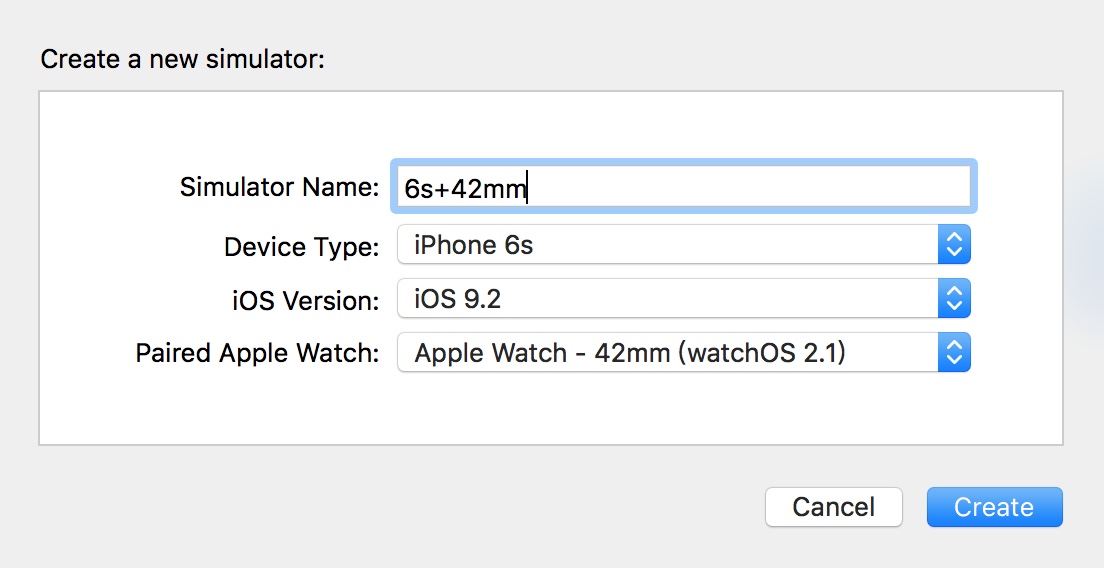 Create a new simulator:
Simulator Name: 6s+42mm
Device Type: iPhone 6s
iOS Version: iOS 9.2
Paired Apple Watch: Apple Watch - 42mm (watchOS 2.1)
Cancel Create